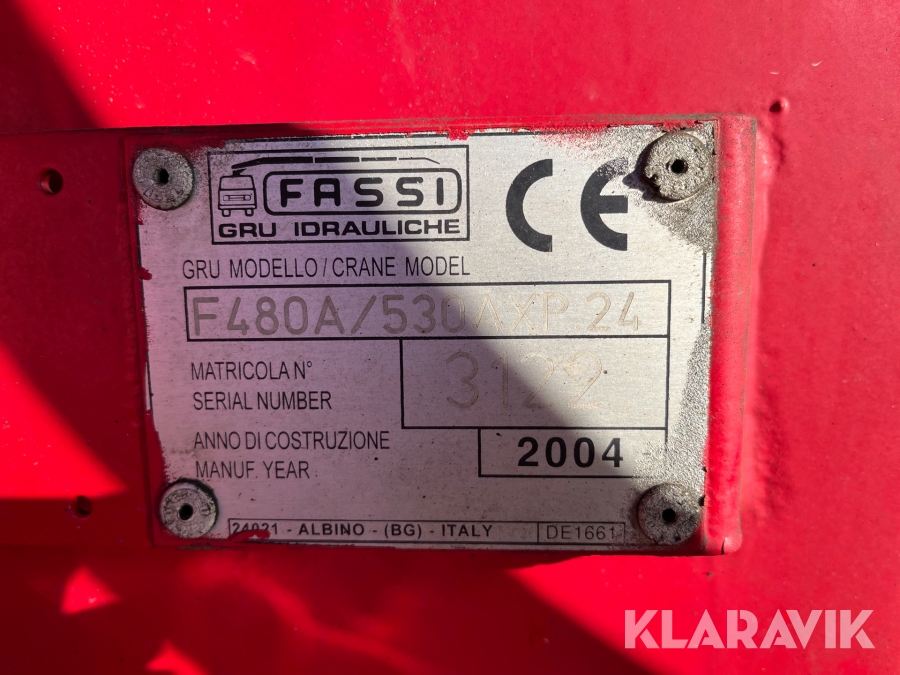 FASSI
GRU IDRAULICHE
CE
GRU MODELLO/CRANE MODEL
F480A/530AXP 24
MATRICOLA N°
SERIAL NUMBER
3122
ANNO DI COSTRUZIONE
MANUF. YEAR
2004
24021 - ALBINO - (BG) - ITALY
DE1661
KLARAVIK